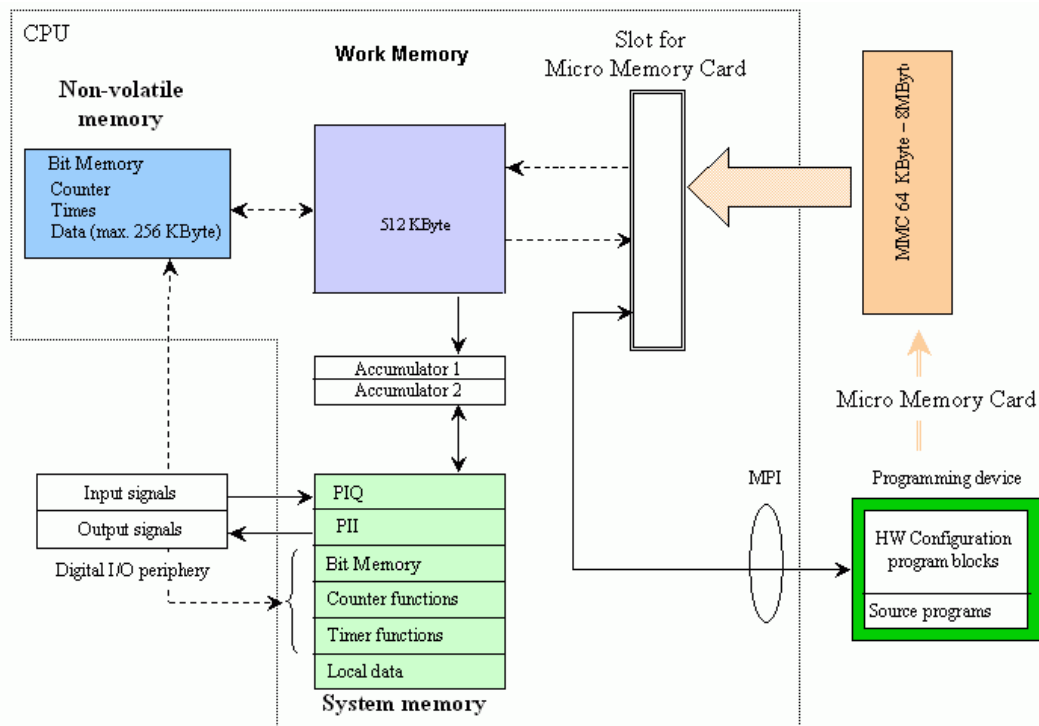 CPU
Work Memory
Slot for
Micro Memory Card
Non-volatile
memory
Bit Memory
Counter
Times
Data (max. 256 KByte)
512 KByte
MMC 64 KByte – 8MByt
Accumulator 1
Accumulator 2
Micro Memory Card
Input signals
Output signals
Digital I/O periphery
PIQ
PII
Bit Memory
Counter functions
Timer functions
Local data
System memory
MPI
Programming device
HW Configuration
program blocks
Source programs